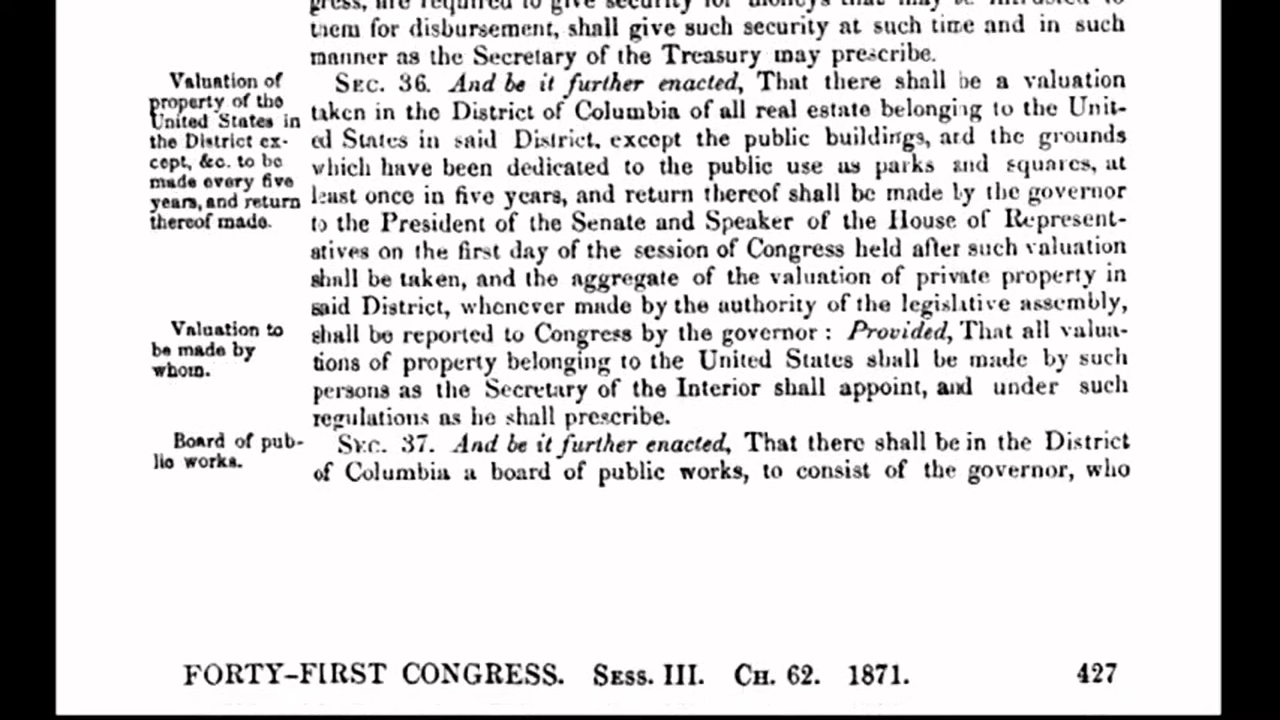 gress, are required to give security for moneys that may be intrusted to
them for disbursement, shall give such security at such time and in such
manner as the Secretary of the Treasury may prescribe.
Valuation of
property of the
United States in
the District ex-
cept, &c. to be
made every five
years, and return
thereof made.
SEC. 36. And be it further enacted, That there shall be a valuation
taken in the District of Columbia of all real estate belonging to the Unit-
ed States in said District, except the public buildings, and the grounds
which have been dedicated to the public use as parks and squares, at
least once in five years, and return thereof shall be made by the governor
to the President of the Senate and Speaker of the House of Represent-
atives on the first day of the session of Congress held after such valuation
shall be taken, and the aggregate of the valuation of private property in
said District, whenever made by the authority of the legislative assembly,
shall be reported to Congress by the governor: Provided, That all valua-
tions of property belonging to the United States shall be made by such
persons as the Secretary of the Interior shall appoint, and under such
regulations as he shall prescribe.
Valuation to
be made by
whom.
Board of pub-
lic works.
SEC. 37. And be it further enacted, That there shall be in the District
of Columbia a board of public works, to consist of the governor, who
FORTY-FIRST CONGRESS. SESS. III. CH. 62. 1871. 427